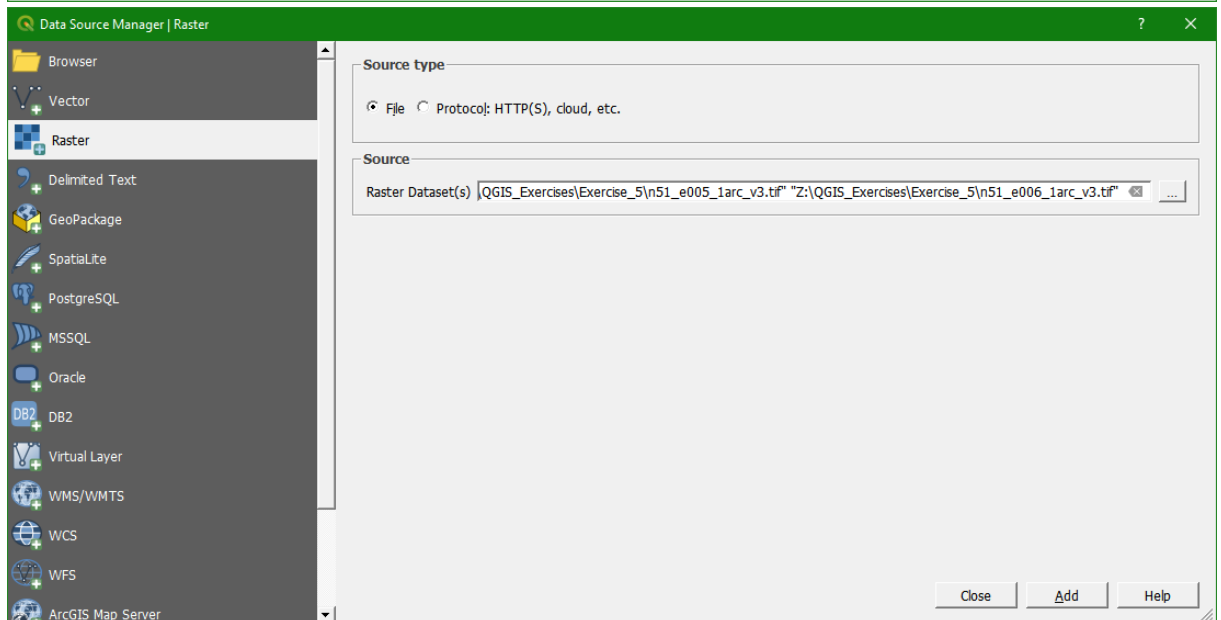 Data Source Manager | Raster
?
Browser
Vector
Raster
Delimited Text
GeoPackage
SpatiaLite
PostgreSQL
MSSQL
Oracle
DB2
DB2
Virtual Layer
WMS/WMTS
WCS
WFS
ArcGIS Map Server
Source type
File
Protocol: HTTP(S), cloud, etc.
Source
Raster Dataset(s)
QGIS_Exercises\Exercise_5\n51_e005_1arc_v3.tif" "Z:\QGIS_Exercises\Exercise_5\n51_e006_1arc_v3.tif"
...
Close
Add
Help